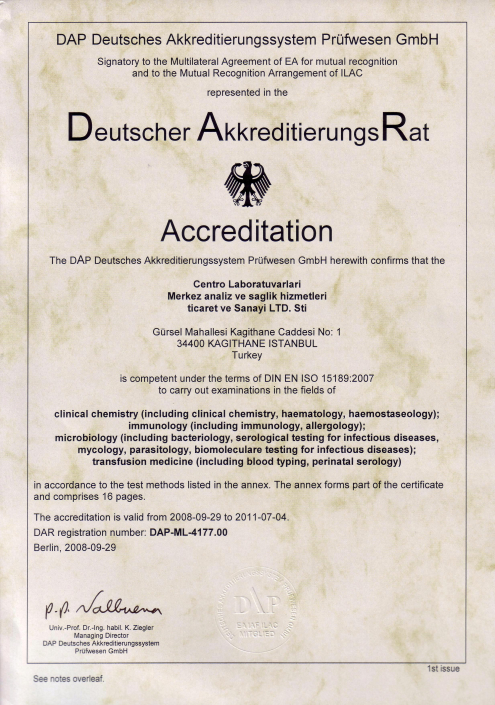 DAP Deutsches Akkreditierungssystem Prüfwesen GmbH
Signatory to the Multilateral Agreement of EA for mutual recognition
and to the Mutual Recognition Arrangement of ILAC
represented in the
Deutscher AkkreditierungsRat
Accreditation
The DAP Deutsches Akkreditierungssystem Prüfwesen GmbH herewith confirms that the
Centro Laboratuvarlari
Merkez analiz ve saglik hizmetleri
ticaret ve Sanayi LTD. Sti
Gürsel Mahallesi Kagithane Caddesi No: 1
34400 KAGITHANE ISTANBUL
Turkey
is competent under the terms of DIN EN ISO 15189:2007
to carry out examinations in the fields of
clinical chemistry (including clinical chemistry, haematology, haemostaseology);
immunology (including immunology, allergology);
microbiology (including bacteriology, serological testing for infectious diseases,
mycology, parasitology, biomoleculare testing for infectious diseases);
transfusion medicine (including blood typing, perinatal serology)
in accordance to the test methods listed in the annex. The annex forms part of the certificate
and comprises 16 pages.
The accreditation is valid from 2008-09-29 to 2011-07-04.
DAR registration number: DAP-ML-4177.00
Berlin, 2008-09-29
p.p. Valbuena
Univ.-Prof. Dr.-Ing. habil. K. Ziegler
Managing Director
DAP Deutsches Akkreditierungssystem
Prüfwesen GmbH
DAP
EA/IAF/ILAC
MITGLIED
1st issue
See notes overleaf.